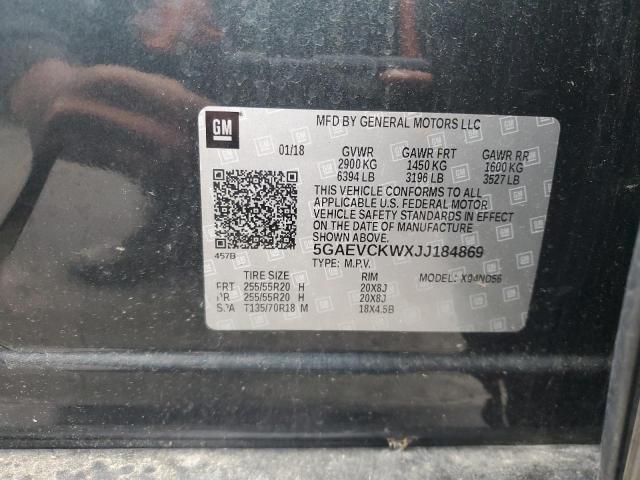 GM
MFD BY GENERAL MOTORS LLC
01/18 GVWR GAWR FRT GAWR RR
2900 KG 1450 KG 1600 KG
6394 LB 3196 LB 3527 LB
THIS VEHICLE CONFORMS TO ALL
APPLICABLE U.S. FEDERAL MOTOR
VEHICLE SAFETY STANDARDS IN EFFECT
ON THE DATE OF MANUFACTURE
SHOWN ABOVE.
457B
5GAEVCKWXJJ184869
TYPE: M.P.V. MODEL: X94NO56
TIRE SIZE RIM
FRT 255/55R20 H 20X8J
RR 255/55R20 H 20X8J
SPA T135/70R18 M 18X4.5B